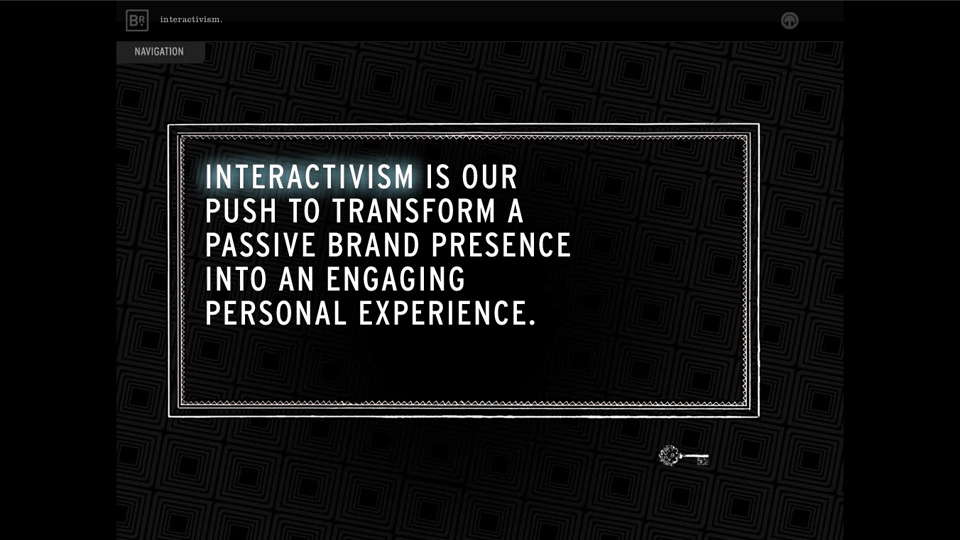 BR.
interactivism.
NAVIGATION
INTERACTIVISM IS OUR
PUSH TO TRANSFORM A
PASSIVE BRAND PRESENCE
INTO AN ENGAGING
PERSONAL EXPERIENCE.